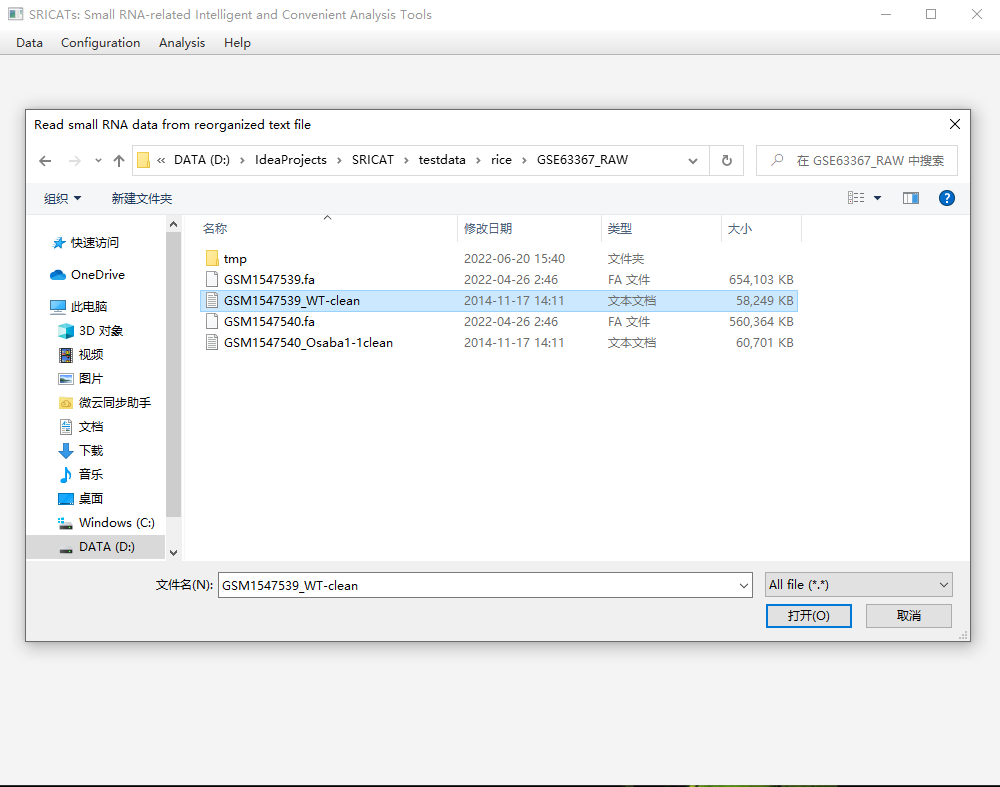 SRICATs: Small RNA-related Intelligent and Convenient Analysis Tools
Data Configuration Analysis Help
Read small RNA data from reorganized text file
« DATA (D:) › IdeaProjects › SRICAT › testdata › rice › GSE63367_RAW
在 GSE63367_RAW 中搜索
组织 新建文件夹
名称 修改日期 类型 大小
快速访问
OneDrive
此电脑
3D 对象
视频
图片
微云同步助手
文档
下载
音乐
桌面
Windows (C:)
DATA (D:)
tmp 2022-06-20 15:40 文件夹
GSM1547539.fa 2022-04-26 2:46 FA 文件 654,103 KB
GSM1547539_WT-clean 2014-11-17 14:11 文本文档 58,249 KB
GSM1547540.fa 2022-04-26 2:46 FA 文件 560,364 KB
GSM1547540_Osaba1-1clean 2014-11-17 14:11 文本文档 60,701 KB
文件名(N): GSM1547539_WT-clean All file (*.*)
打开(O) 取消